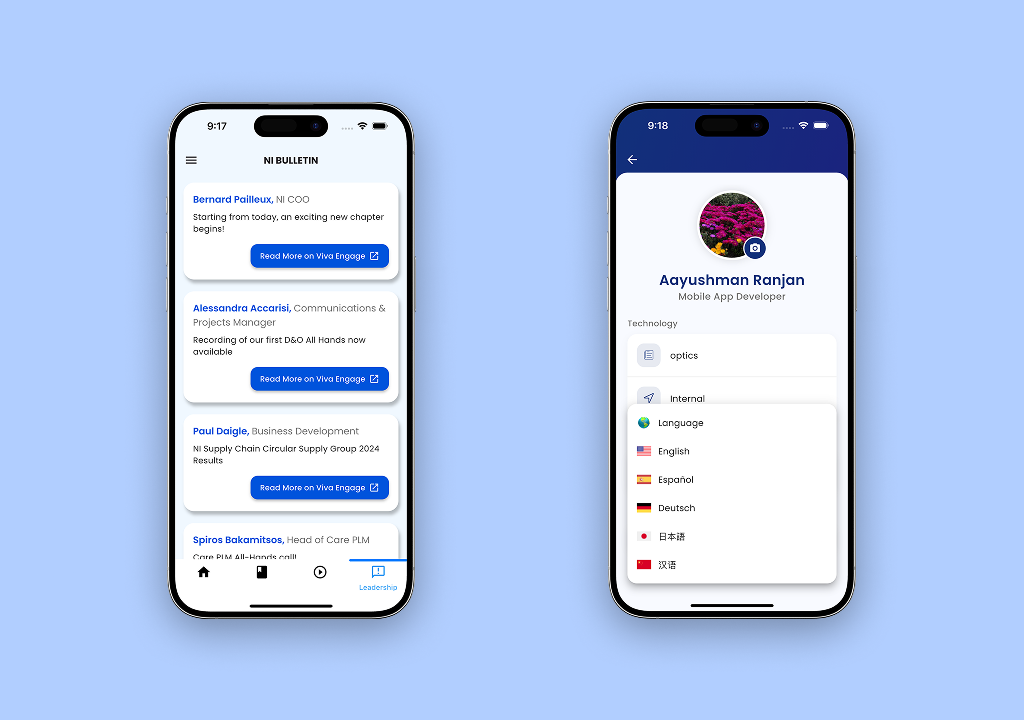 9:17
NI BULLETIN
Bernard Pailleux, NI COO
Starting from today, an exciting new chapter
begins!
Read More on Viva Engage
Alessandra Accarisi, Communications &
Projects Manager
Recording of our first D&O All Hands now
available
Read More on Viva Engage
Paul Daigle, Business Development
NI Supply Chain Circular Supply Group 2024
Results
Read More on Viva Engage
Spiros Bakamitsos, Head of Care PLM
Care PLM All-Hands call!
Leadership
9:18
Aayushman Ranjan
Mobile App Developer
Technology
optics
Internal
Language
English
Español
Deutsch
日本語
汉语